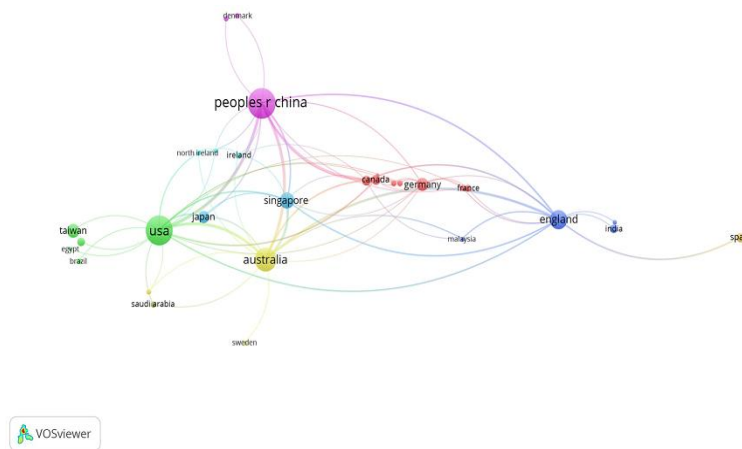 denmark
peoples r china
north ireland
ireland
canada
germany
france
singapore
japan
usa
taiwan
egypt
brazil
england
india
malaysia
spa
australia
saudi arabia
sweden
VOSviewer